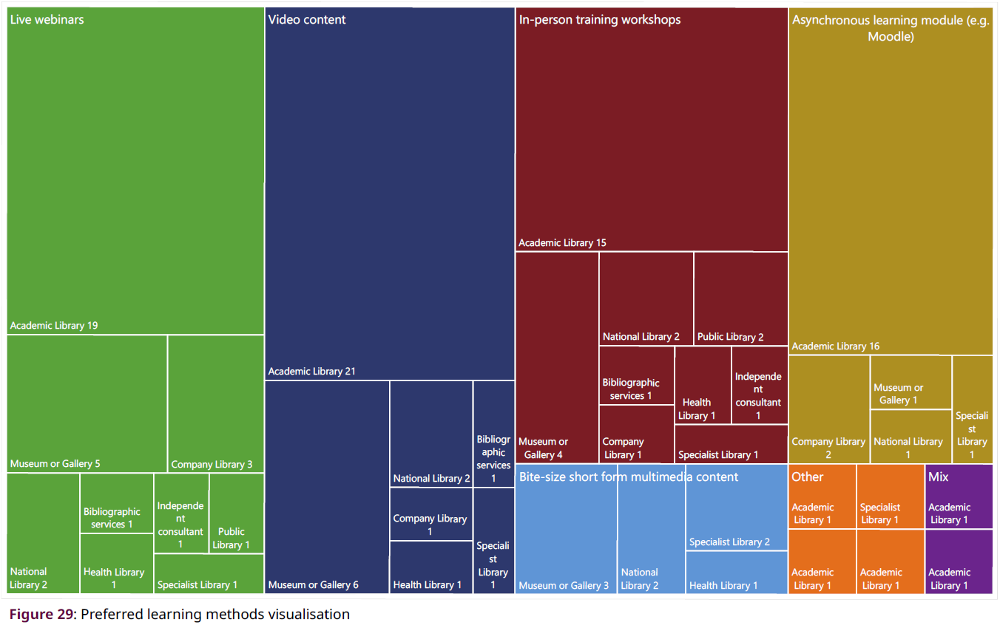 Live webinars
Academic Library 19
Museum or Gallery 5
Company Library 3
National
Library 2
Bibliographic
services 1
Health Library
1
Independe
nt
consultant
1
Public
Library 1
Specialist Library 1
Video content
Academic Library 21
Museum or Gallery 6
National Library 2
Bibliogr
aphic
services
1
Company Library
1
Health Library 1
Speciali
st
Library
1
In-person training workshops
Academic Library 15
Museum or
Gallery 4
National Library 2
Public Library 2
Bibliographic
services 1
Company
Library 1
Health
Library 1
Independe
nt
consultant
1
Specialist Library 1
Asynchronous learning module (e.g.
Moodle)
Academic Library 16
Company Library
2
Museum or
Gallery 1
National Library
1
Speciali
st
Library
1
Bite-size short form multimedia content
Museum or Gallery 3
National
Library 2
Specialist Library 2
Health Library 1
Other
Academic
Library 1
Specialist
Library 1
Academic
Library 1
Academic
Library 1
Mix
Academic
Library 1
Academic
Library 1
Figure 29: Preferred learning methods visualisation